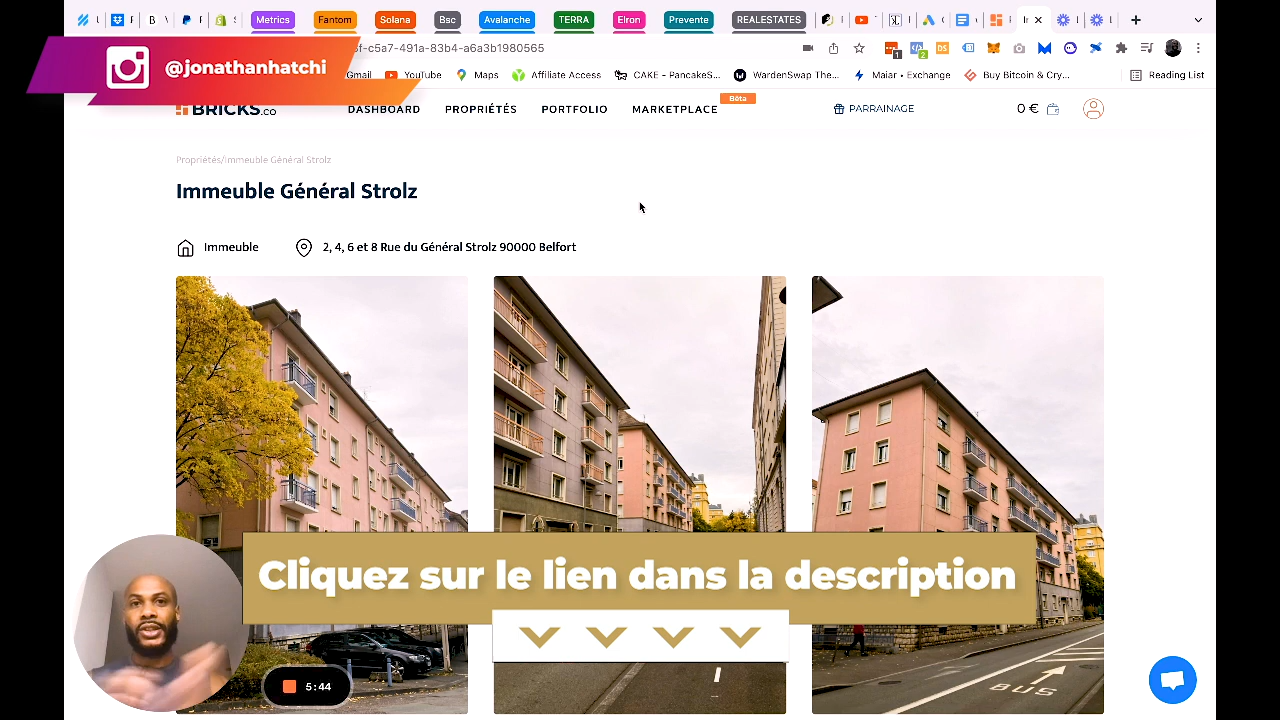 Metrics Fantom Solana Bsc Avalanche TERRA Elron Prevente REALESTATES
-c5a7-491a-83b4-a6a3b1980565
@jonathanhatchi
Gmail YouTube Maps Affiliate Access CAKE - PancakeS... WardenSwap The... Maiar • Exchange Buy Bitcoin & Cry... Reading List
BRICKS.co DASHBOARD PROPRIÉTÉS PORTFOLIO MARKETPLACE Bêta PARRAINAGE 0 €
Propriétés/Immeuble Général Strolz
Immeuble Général Strolz
Immeuble 2, 4, 6 et 8 Rue du Général Strolz 90000 Belfort
Cliquez sur le lien dans la description
5:44
BUS